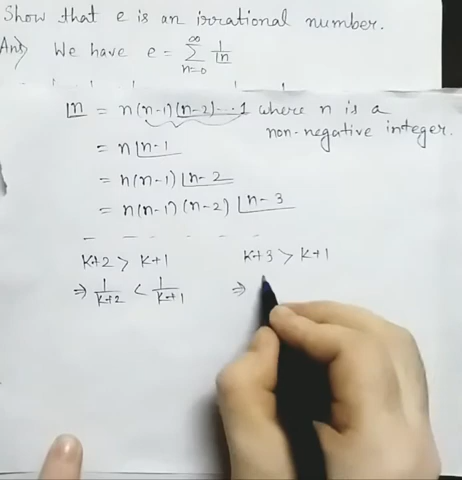 Show that e is an irrational number.
Ans) We have e = ∑_{n=0}^{∞} 1/⌊n
⌊n = n(n-1)(n-2)...1 where n is a
non-negative integer.
= n ⌊n-1
= n(n-1) ⌊n-2
= n(n-1)(n-2) ⌊n-3
k+2 > k+1 k+3 > k+1
⇒ 1/(k+2) < 1/(k+1) ⇒